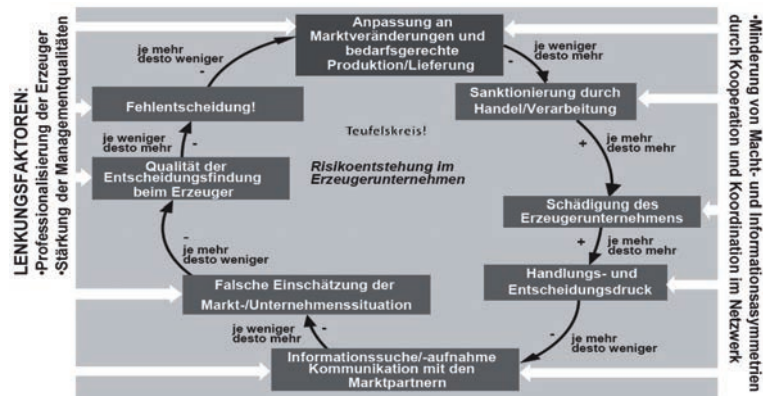 LENKUNGSFAKTOREN:
•Professionalisierung der Erzeuger
•Stärkung der Managementqualitäten
Anpassung an
Marktveränderungen und
bedarfsgerechte
Produktion/Lieferung
je weniger
desto mehr
-
Sanktionierung durch
Handel/Verarbeitung
je mehr
desto mehr
+
Schädigung des
Erzeugerunternehmens
+
je mehr
desto mehr
Handlungs- und
Entscheidungsdruck
-
je mehr
desto weniger
Informationssuche/-aufnahme
Kommunikation mit den
Marktpartnern
je weniger
desto mehr
-
Falsche Einschätzung der
Markt-/Unternehmenssituation
-
je mehr
desto weniger
Qualität der
Entscheidungsfindung
beim Erzeuger
je weniger
desto mehr
-
Fehlentscheidung!
je mehr
desto weniger
-
Teufelskreis!
Risikoentstehung im
Erzeugerunternehmen
•Minderung von Macht- und Informationsasymmetrien
durch Kooperation und Koordination im Netzwerk